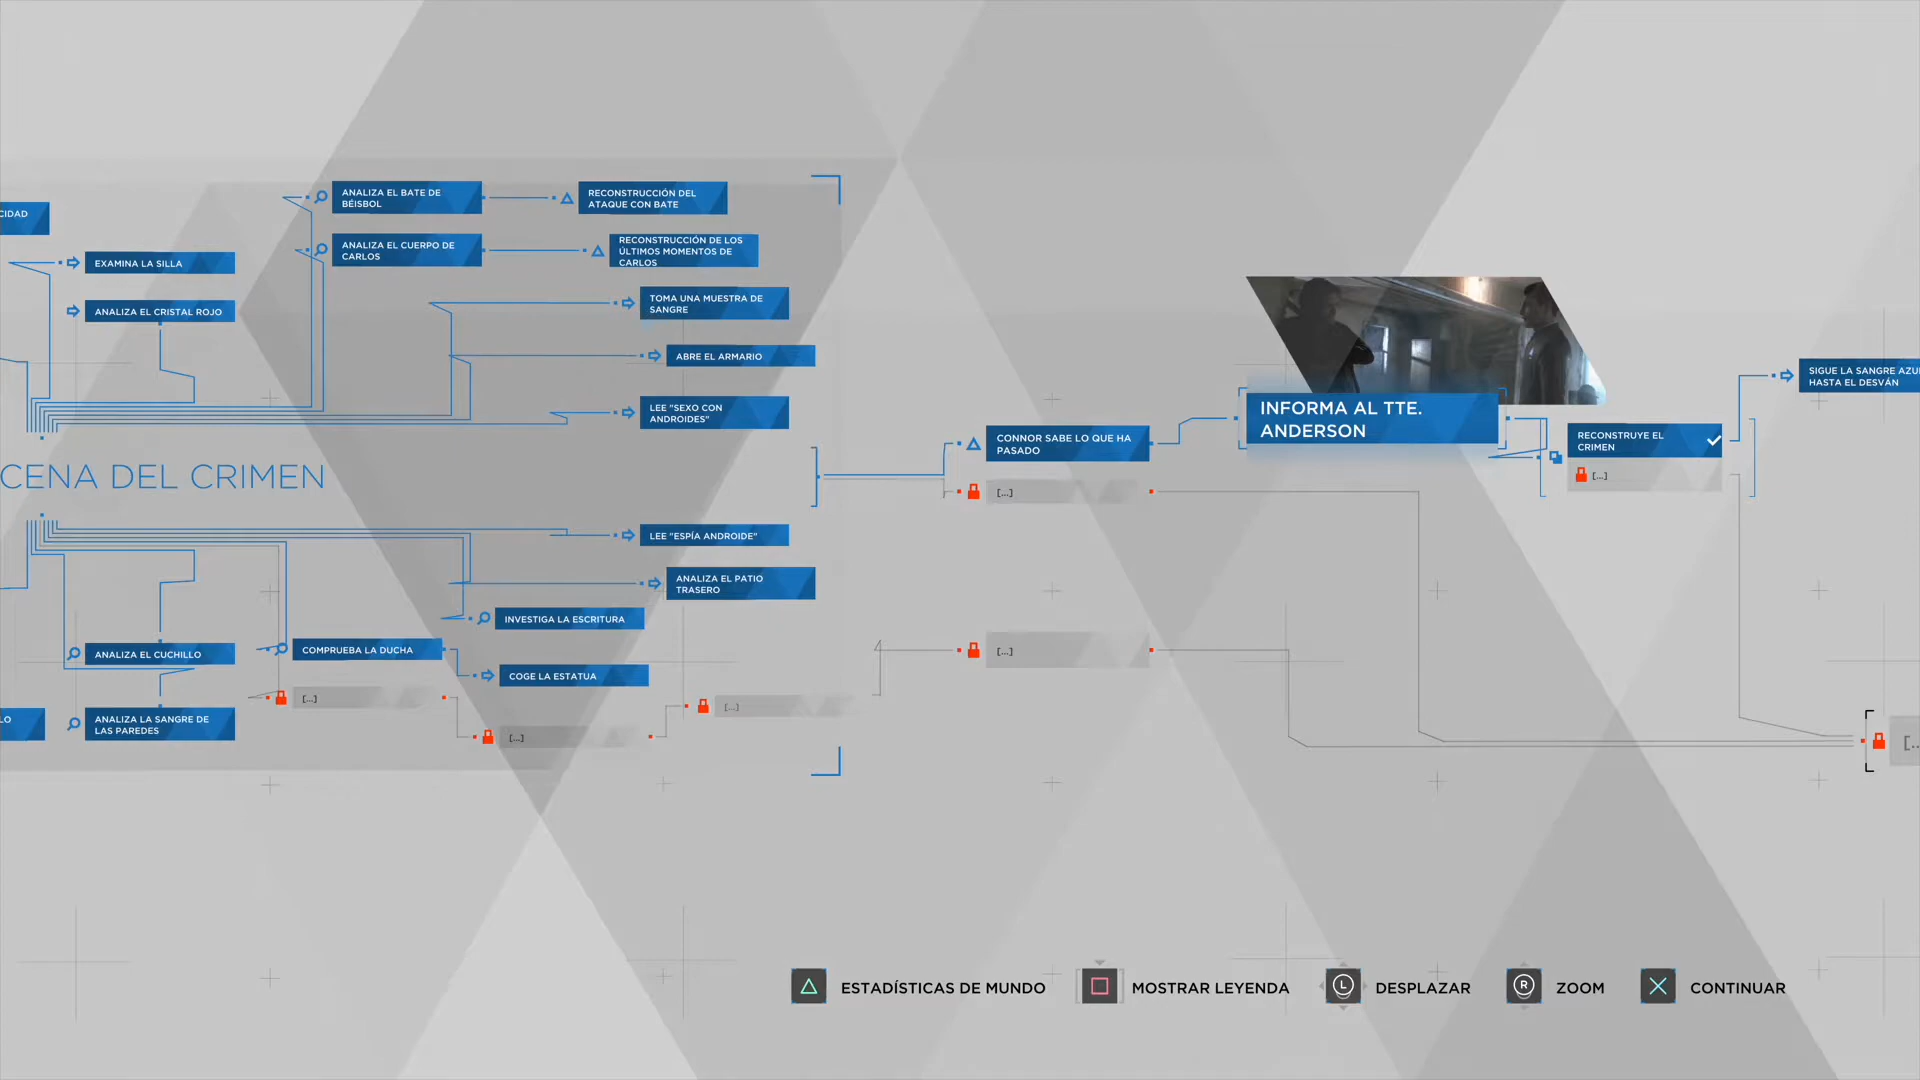 CIDAD
EXAMINA LA SILLA
ANALIZA EL CRISTAL ROJO
ANALIZA EL BATE DE
BÉISBOL
RECONSTRUCCIÓN DEL
ATAQUE CON BATE
ANALIZA EL CUERPO DE
CARLOS
RECONSTRUCCIÓN DE LOS
ÚLTIMOS MOMENTOS DE
CARLOS
TOMA UNA MUESTRA DE
SANGRE
ABRE EL ARMARIO
LEE "SEXO CON
ANDROIDES"
CENA DEL CRIMEN
LEE "ESPÍA ANDROIDE"
ANALIZA EL PATIO
TRASERO
INVESTIGA LA ESCRITURA
ANALIZA EL CUCHILLO
COMPRUEBA LA DUCHA
COGE LA ESTATUA
[...]
[...]
[...]
LO
ANALIZA LA SANGRE DE
LAS PAREDES
CONNOR SABE LO QUE HA
PASADO
[...]
[...]
INFORMA AL TTE.
ANDERSON
RECONSTRUYE EL
CRIMEN
[...]
SIGUE LA SANGRE AZUL
HASTA EL DESVÁN
[...
ESTADÍSTICAS DE MUNDO
MOSTRAR LEYENDA
L
DESPLAZAR
R
ZOOM
CONTINUAR